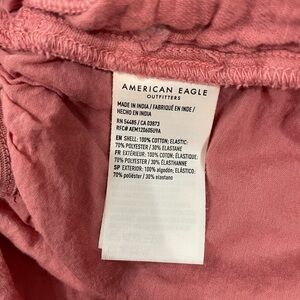 AMERICAN EAGLE
OUTFITTERS
MADE IN INDIA / FABRIQUÉ EN INDE /
HECHO EN INDIA
RN 54485 / CA 03873
RFC# AEM1206050U9A
EN SHELL: 100% COTTON; ELASTIC:
70% POLYESTER / 30% ELASTANE
FR EXTÉRIEUR: 100% COTON; ÉLASTIQUE:
70% POLYESTER / 30% ÉLASTHANNE
SP EXTERIOR: 100% algodón; ELÁSTICO:
70% poliéster / 30% elastano